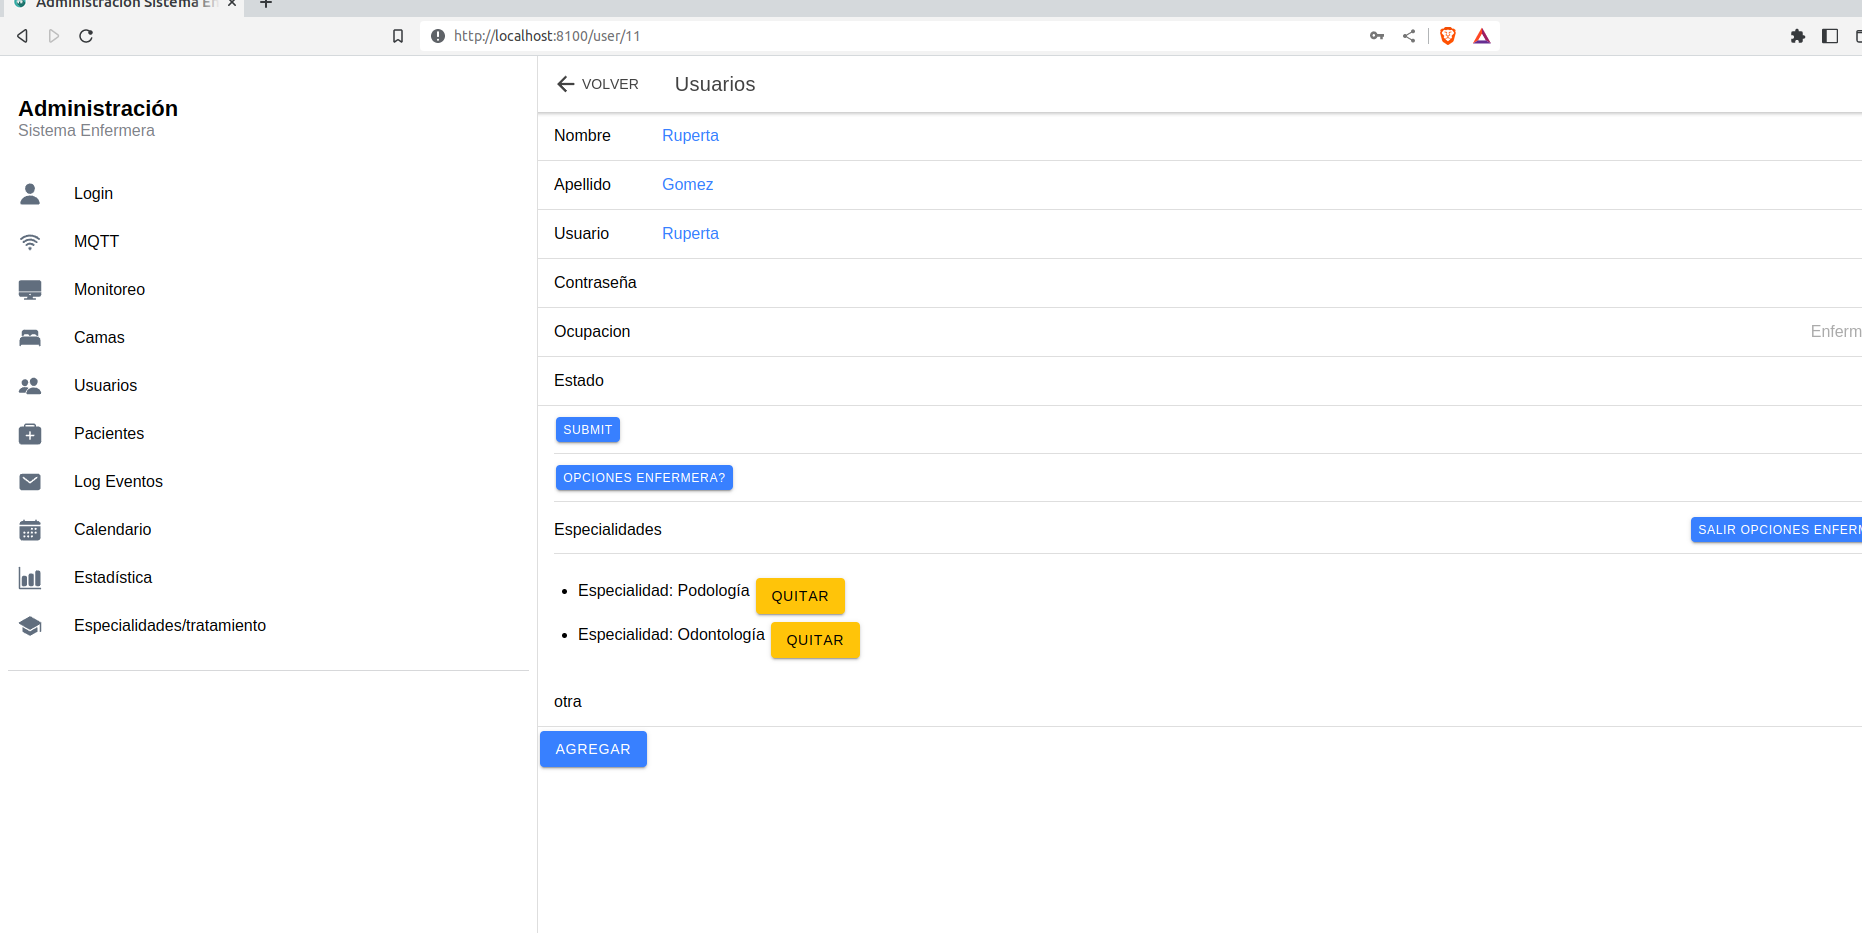 Administración Sistema En
http://localhost:8100/user/11
Administración
Sistema Enfermera
Login
MQTT
Monitoreo
Camas
Usuarios
Pacientes
Log Eventos
Calendario
Estadística
Especialidades/tratamiento
VOLVER Usuarios
Nombre Ruperta
Apellido Gomez
Usuario Ruperta
Contraseña
Ocupacion Enferm
Estado
SUBMIT
OPCIONES ENFERMERA?
Especialidades SALIR OPCIONES ENFERM
• Especialidad: Podología QUITAR
• Especialidad: Odontología QUITAR
otra
AGREGAR